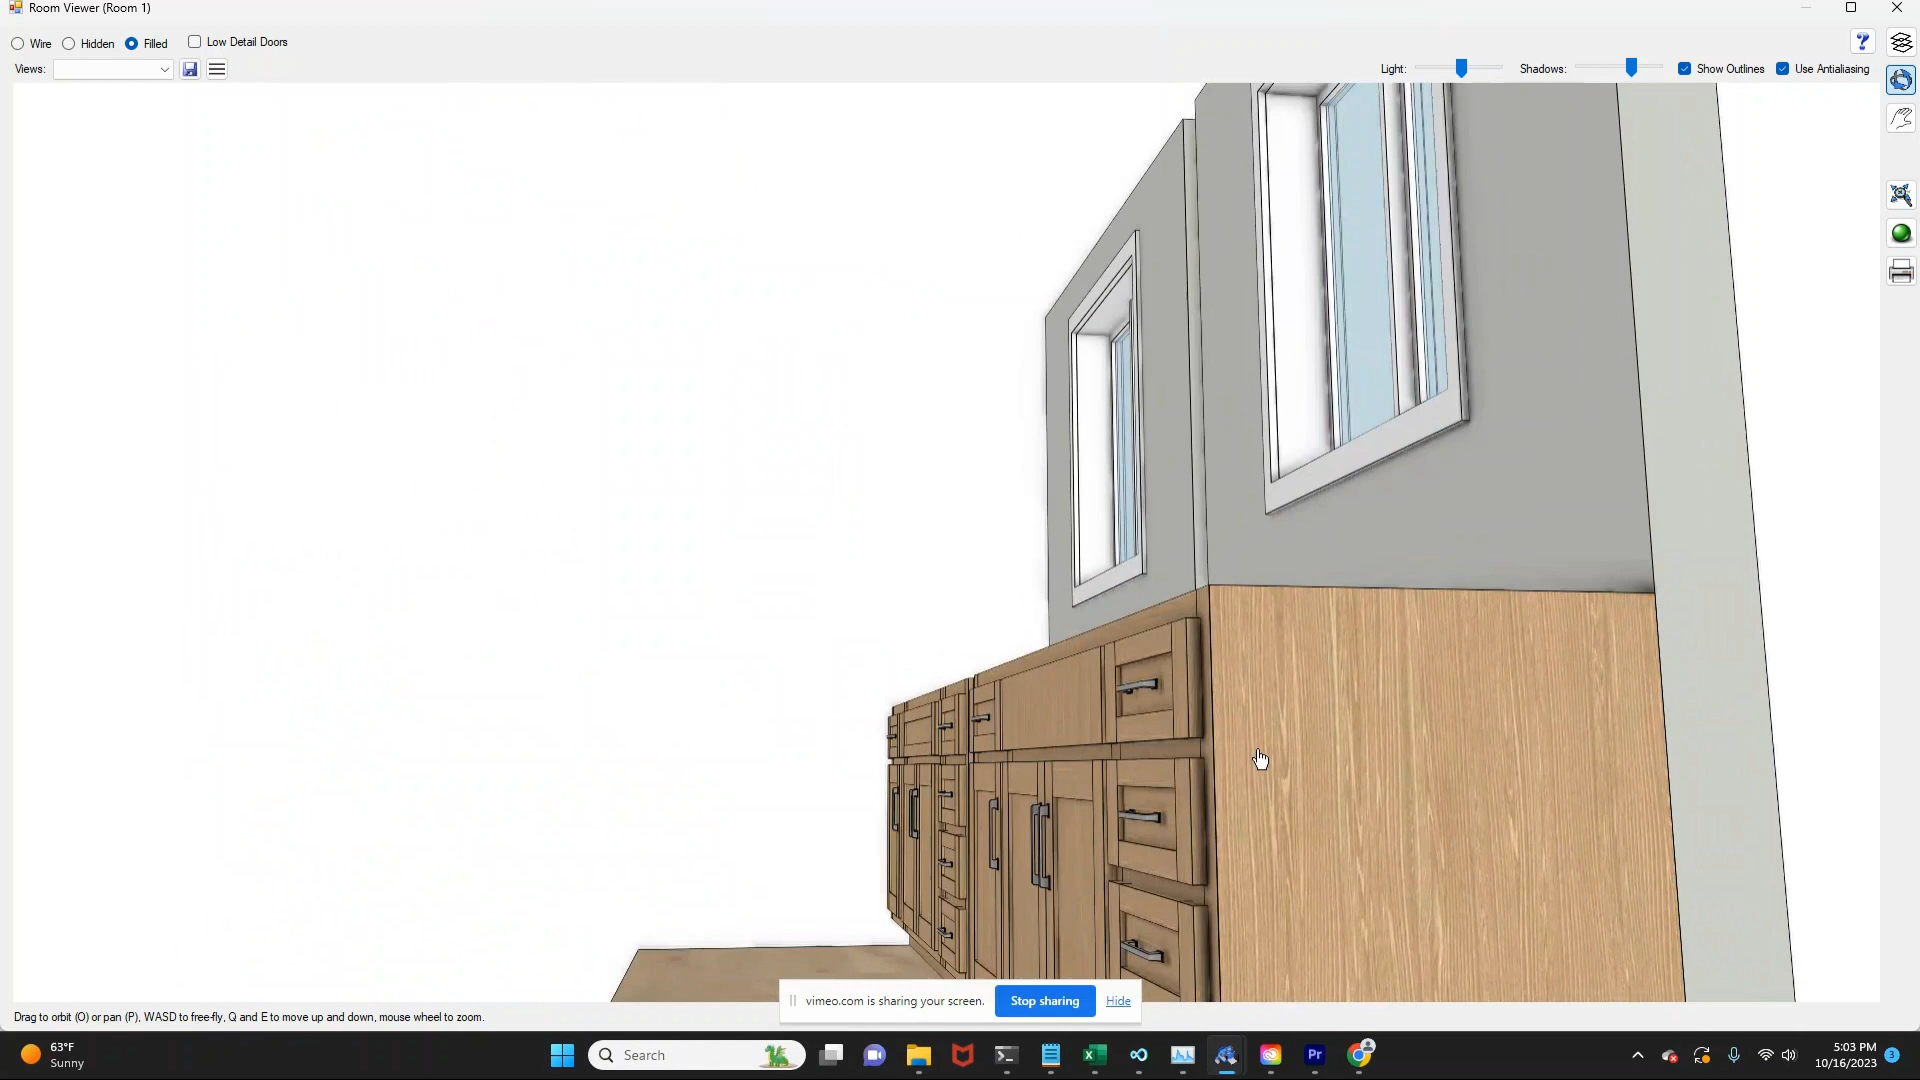 Room Viewer (Room 1)
Wire
Hidden
Filled
Low Detail Doors
Views:
Light:
Shadows:
Show Outlines
Use Antialiasing
?
vimeo.com is sharing your screen.
Stop sharing
Hide
Drag to orbit (O) or pan (P), WASD to free-fly, Q and E to move up and down, mouse wheel to zoom.
63°F
Sunny
Search
Pr
5:03 PM
10/16/2023
3